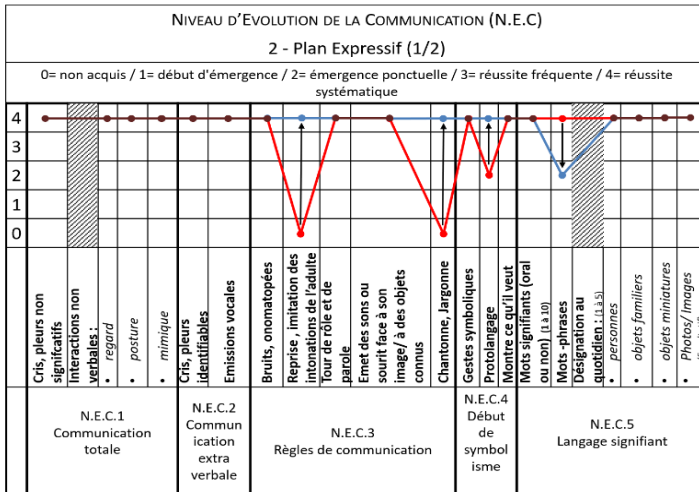 NIVEAU D'EVOLUTION DE LA COMMUNICATION (N.E.C)
2 - Plan Expressif (1/2)
0= non acquis / 1= début d'émergence / 2= émergence ponctuelle / 3= réussite fréquente / 4= réussite
systématique
4
3
2
1
0
Cris, pleurs non
signifcatifs
Interactions non
verbales :
• regard
• posture
• mimique
Cris, pleurs
identifiables
Emissions vocales
Bruits, onomatopées
Reprise , imitation des
intonations de l'adulte
Tour de rôle et de
parole
Emet des sons ou
sourit face à son
image/ à des objets
connus
Chantonne, Jargonne
Gestes symboliques
Protolangage
Montre ce qu'il veut
Mots signifiants (oral
ou non) (1 à 10)
Mots -phrases
Désignation au
quotidien : (1 à 5)
• personnes
• objets familiers
• objets miniatures
• Photos/ Images
N.E.C.1
Communication
totale
N.E.C.2
Commun
ication
extra
verbale
N.E.C.3
Règles de communication
N.E.C.4
Début
de
symbol
isme
N.E.C.5
Langage signifiant